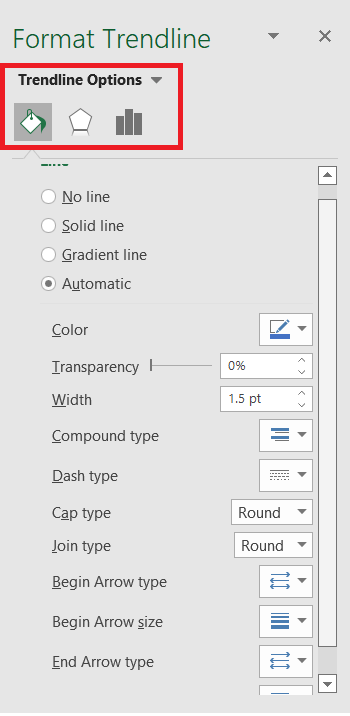 Format Trendline
Trendline Options
Line
No line
Solid line
Gradient line
Automatic
Color
Transparency 0%
Width 1.5 pt
Compound type
Dash type
Cap type Round
Join type Round
Begin Arrow type
Begin Arrow size
End Arrow type